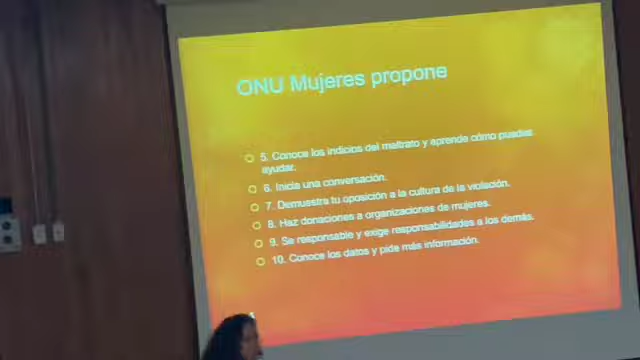 ONU Mujeres propone
5. Conoce los indicios del maltrato y aprende cómo puedes
ayudar.
6. Inicia una conversación.
7. Demuestra tu oposición a la cultura de la violación.
8. Haz donaciones a organizaciones de mujeres.
9. Se responsable y exige responsabilidades a los demás.
10. Conoce los datos y pide más información.